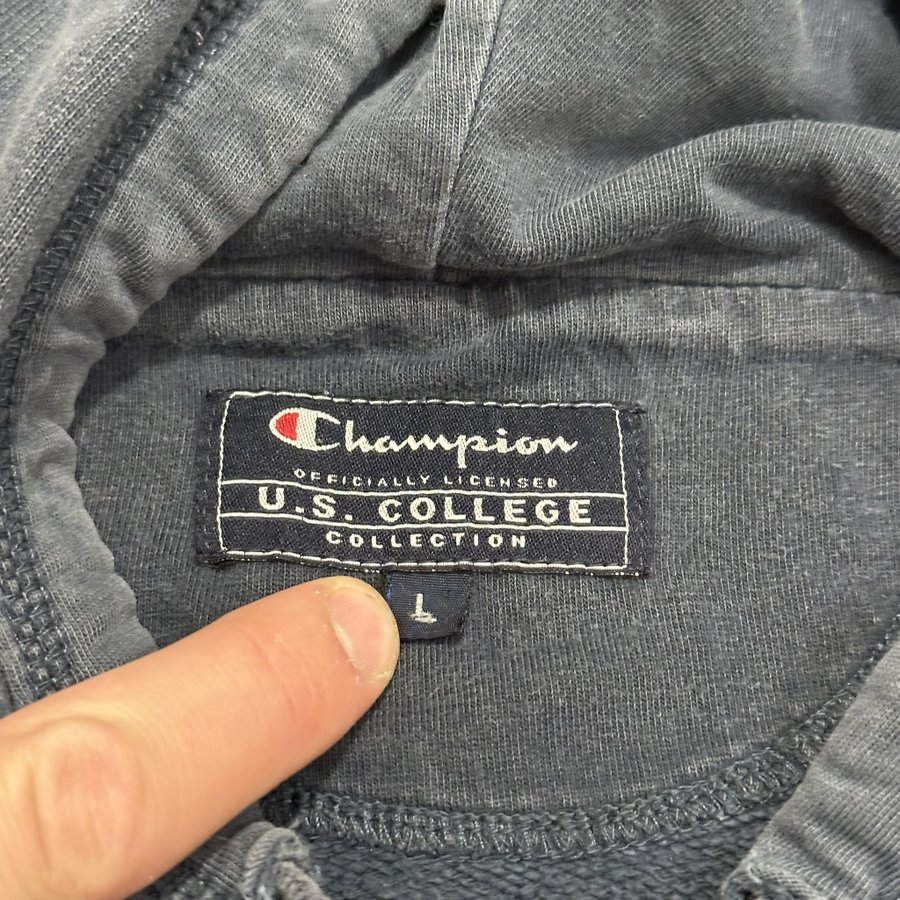 Champion
OFFICIALLY LICENSED
U.S. COLLEGE
COLLECTION
L